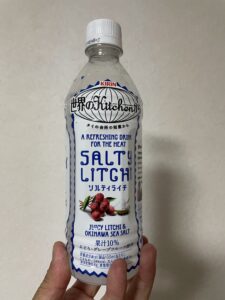 KIRIN
世界のKitchenから
A REFRESHING DRINK
FOR THE HEAT
SALTY
LITCHI
ソルティライチ
JUICY LITCHI &
OKINAWA SEA SALT
果汁10%